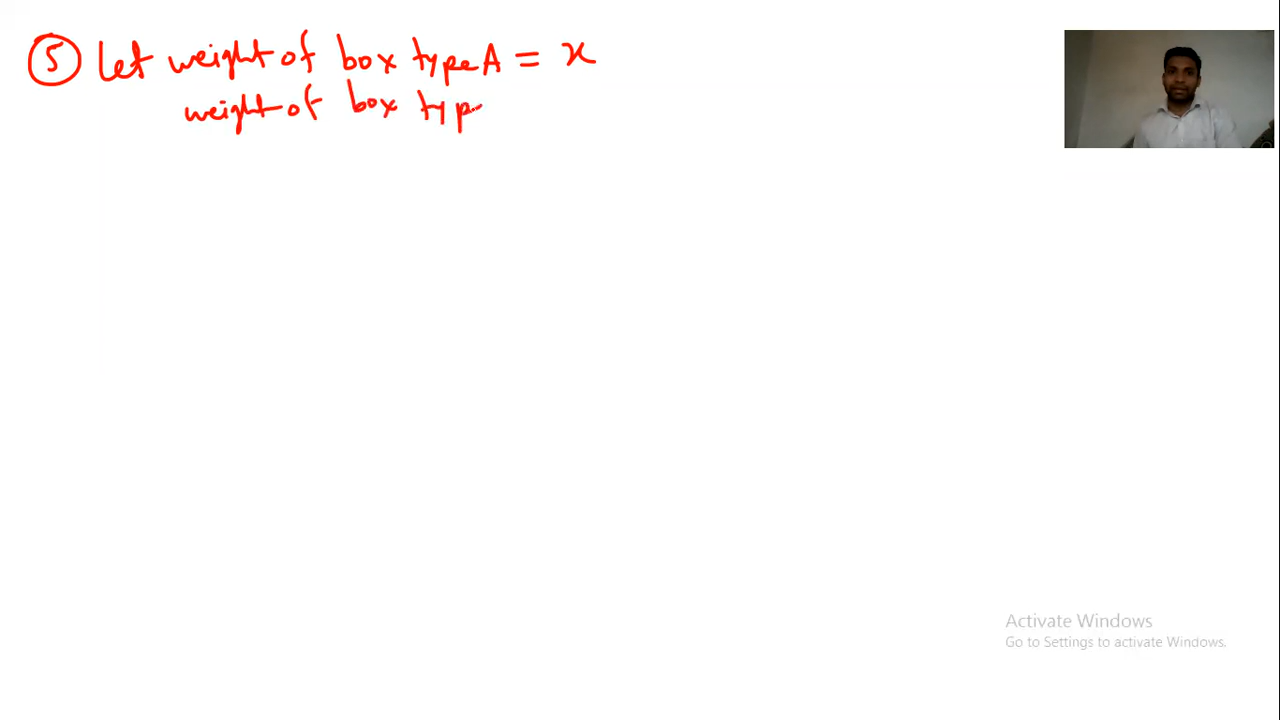 ⑤ Let weight of box type A = x
weight of box typ
Activate Windows
Go to Settings to activate Windows.